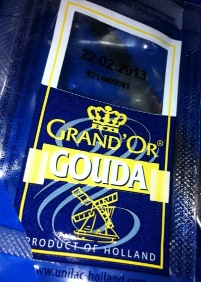 22.02.2013
GRAND'OR®
GOUDA
PRODUCT OF HOLLAND
www.unilac-holland.com